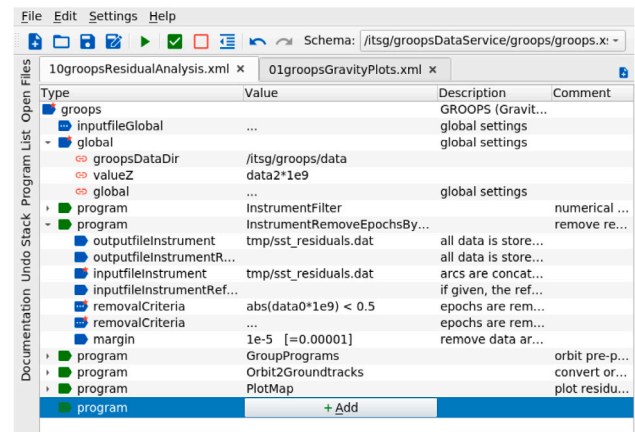 File Edit Settings Help
Schema: /itsg/groopsDataService/groops/groops.x
10groopsResidualAnalysis.xml × 01groopsGravityPlots.xml ×
Open Files
Program List
Undo Stack
Documentation
Type Value Description Comment
groops GROOPS (Gravit...
inputfileGlobal ... global settings
global global settings
groopsDataDir /itsg/groops/data
valueZ data2*1e9
global ... global settings
program InstrumentFilter numerical ...
program InstrumentRemoveEpochsBy... remove re...
outputfileInstrument tmp/sst_residuals.dat all data is store...
outputfileInstrumentR... all data is store...
inputfileInstrument tmp/sst_residuals.dat arcs are concat...
inputfileInstrumentRef... if given, the ref...
removalCriteria abs(data0*1e9) < 0.5 epochs are rem...
removalCriteria ... epochs are rem...
margin 1e-5 [=0.00001] remove data ar...
program GroupPrograms orbit pre-p...
program Orbit2Groundtracks convert or...
program PlotMap plot residu...
program + Add